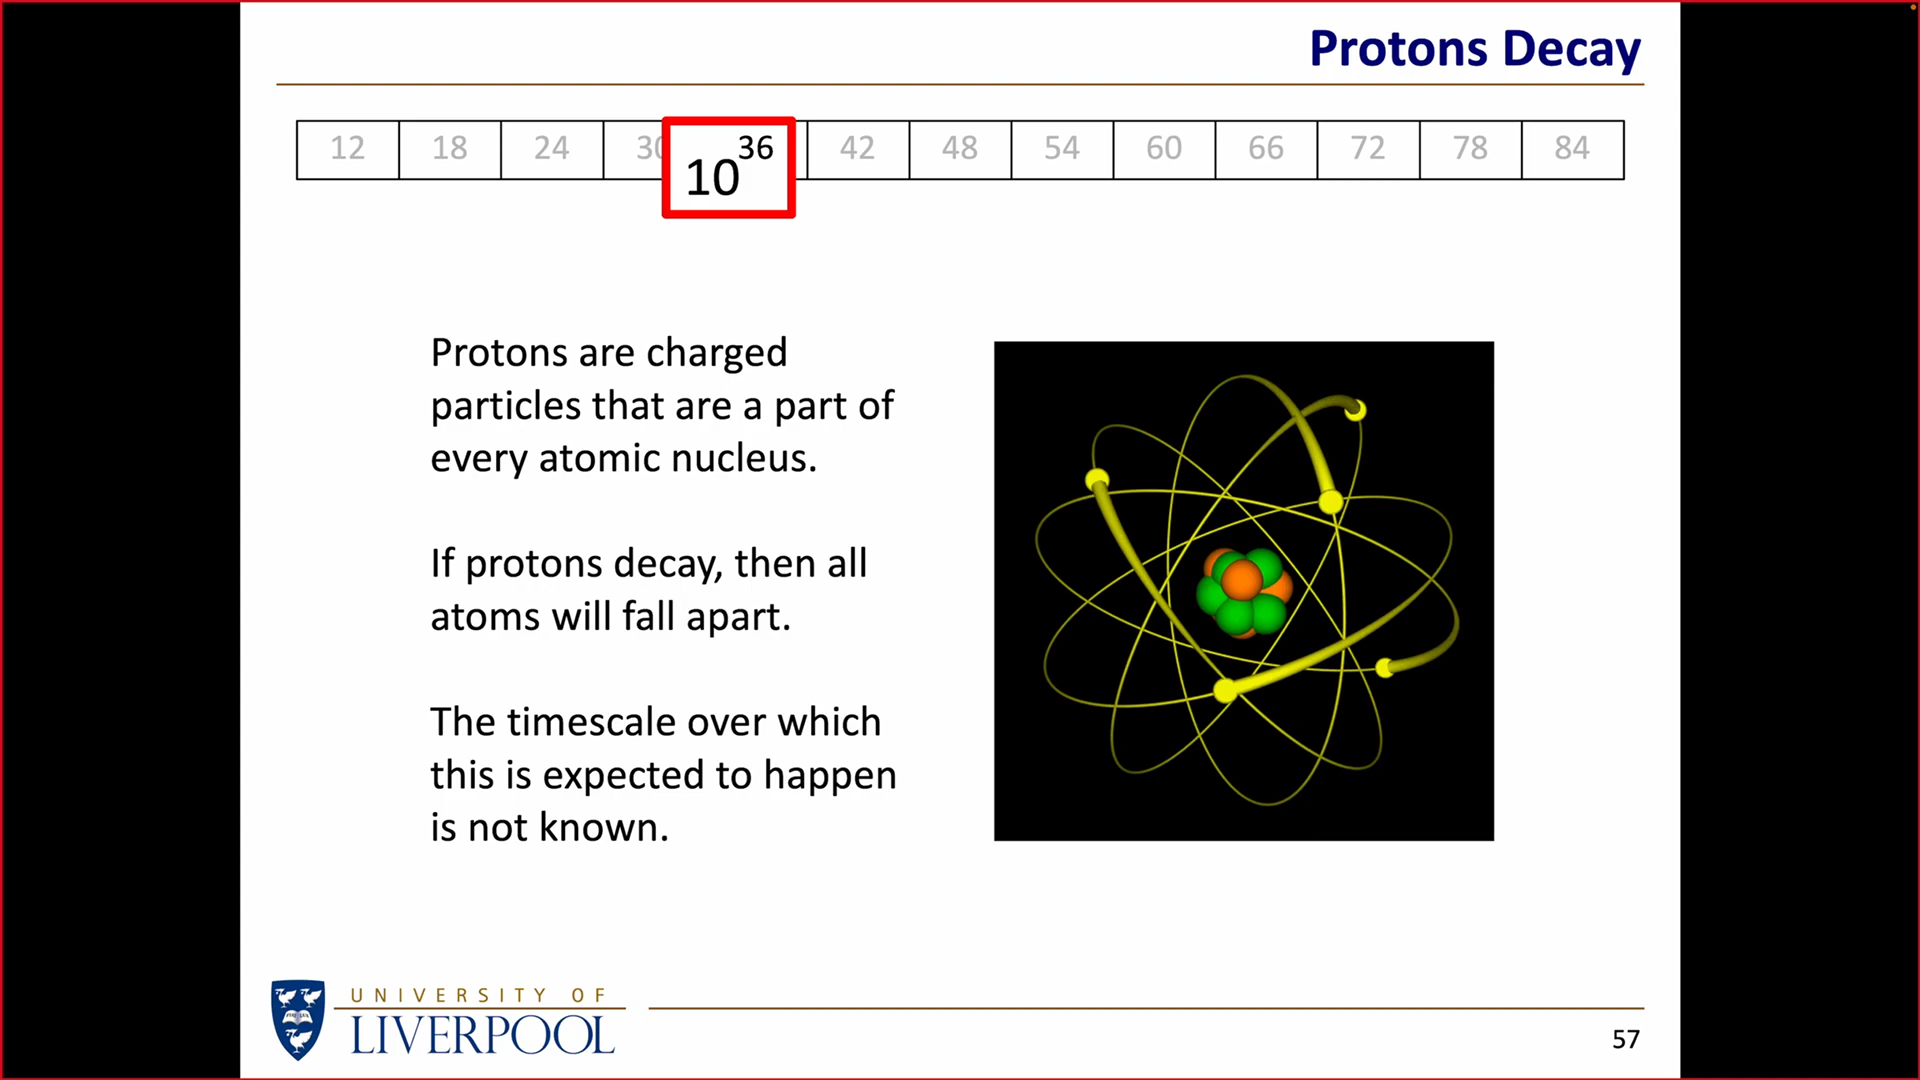 Protons Decay
12 18 24 30 10^36 42 48 54 60 66 72 78 84
Protons are charged
particles that are a part of
every atomic nucleus.
If protons decay, then all
atoms will fall apart.
The timescale over which
this is expected to happen
is not known.
UNIVERSITY OF
LIVERPOOL
57